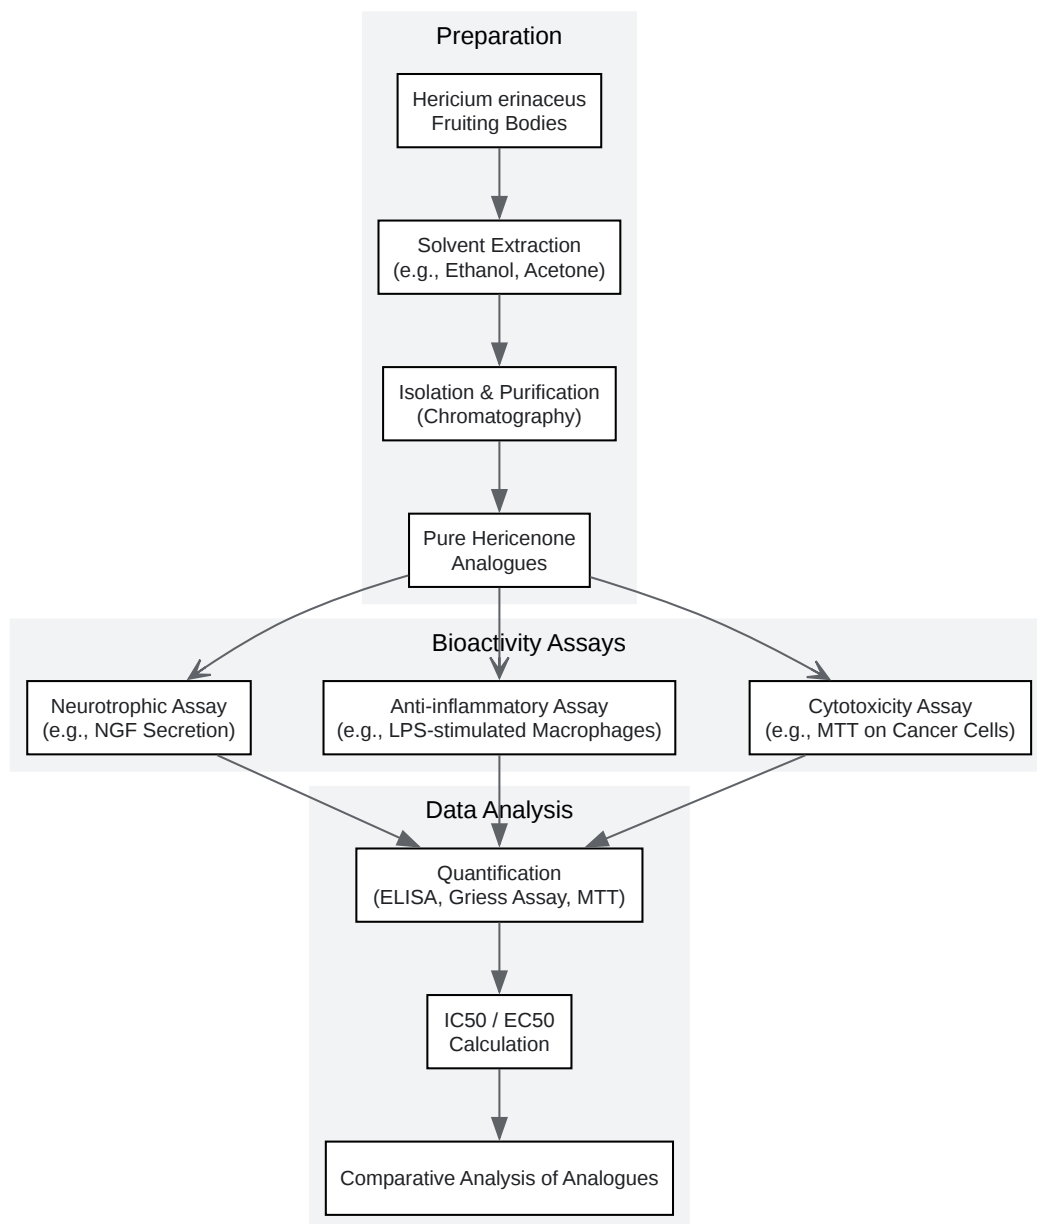 Preparation
Hericium erinaceus
Fruiting Bodies
Solvent Extraction
(e.g., Ethanol, Acetone)
Isolation & Purification
(Chromatography)
Pure Hericenone
Analogues
Bioactivity Assays
Neurotrophic Assay
(e.g., NGF Secretion)
Anti-inflammatory Assay
(e.g., LPS-stimulated Macrophages)
Cytotoxicity Assay
(e.g., MTT on Cancer Cells)
Data Analysis
Quantification
(ELISA, Griess Assay, MTT)
IC50 / EC50
Calculation
Comparative Analysis of Analogues